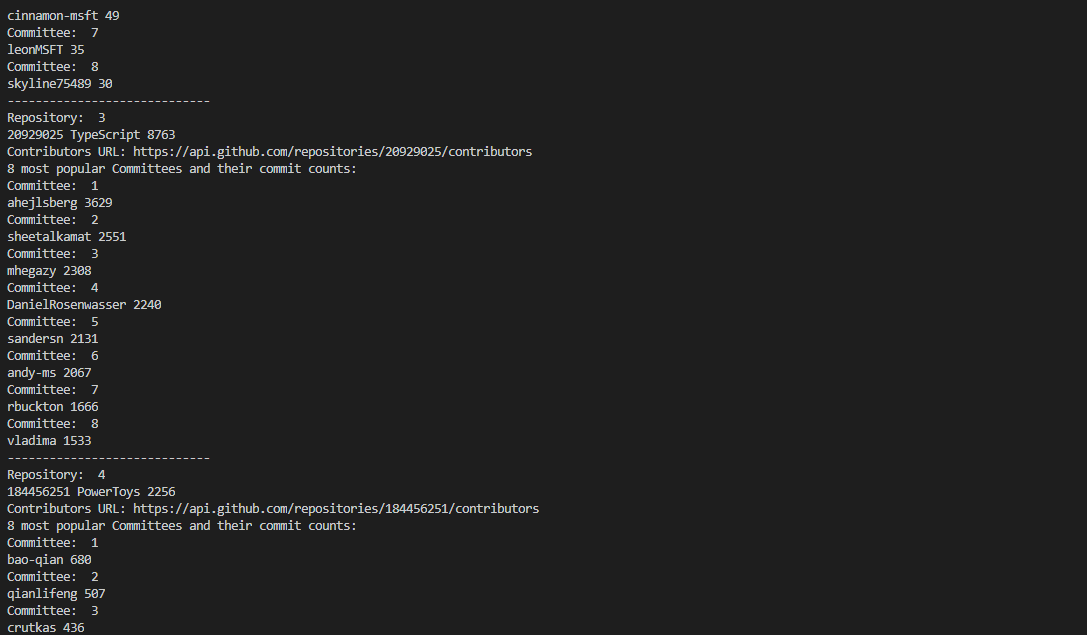 cinnamon-msft 49
Committee:  7
leonMSFT 35
Committee:  8
skyline75489 30
-----------------------------
Repository:  3
20929025 TypeScript 8763
Contributors URL: https://api.github.com/repositories/20929025/contributors
8 most popular Committees and their commit counts:
Committee:  1
ahejlsberg 3629
Committee:  2
sheetalkamat 2551
Committee:  3
mhegazy 2308
Committee:  4
DanielRosenwasser 2240
Committee:  5
sandersn 2131
Committee:  6
andy-ms 2067
Committee:  7
rbuckton 1666
Committee:  8
vladima 1533
-----------------------------
Repository:  4
184456251 PowerToys 2256
Contributors URL: https://api.github.com/repositories/184456251/contributors
8 most popular Committees and their commit counts:
Committee:  1
bao-qian 680
Committee:  2
qianlifeng 507
Committee:  3
crutkas 436